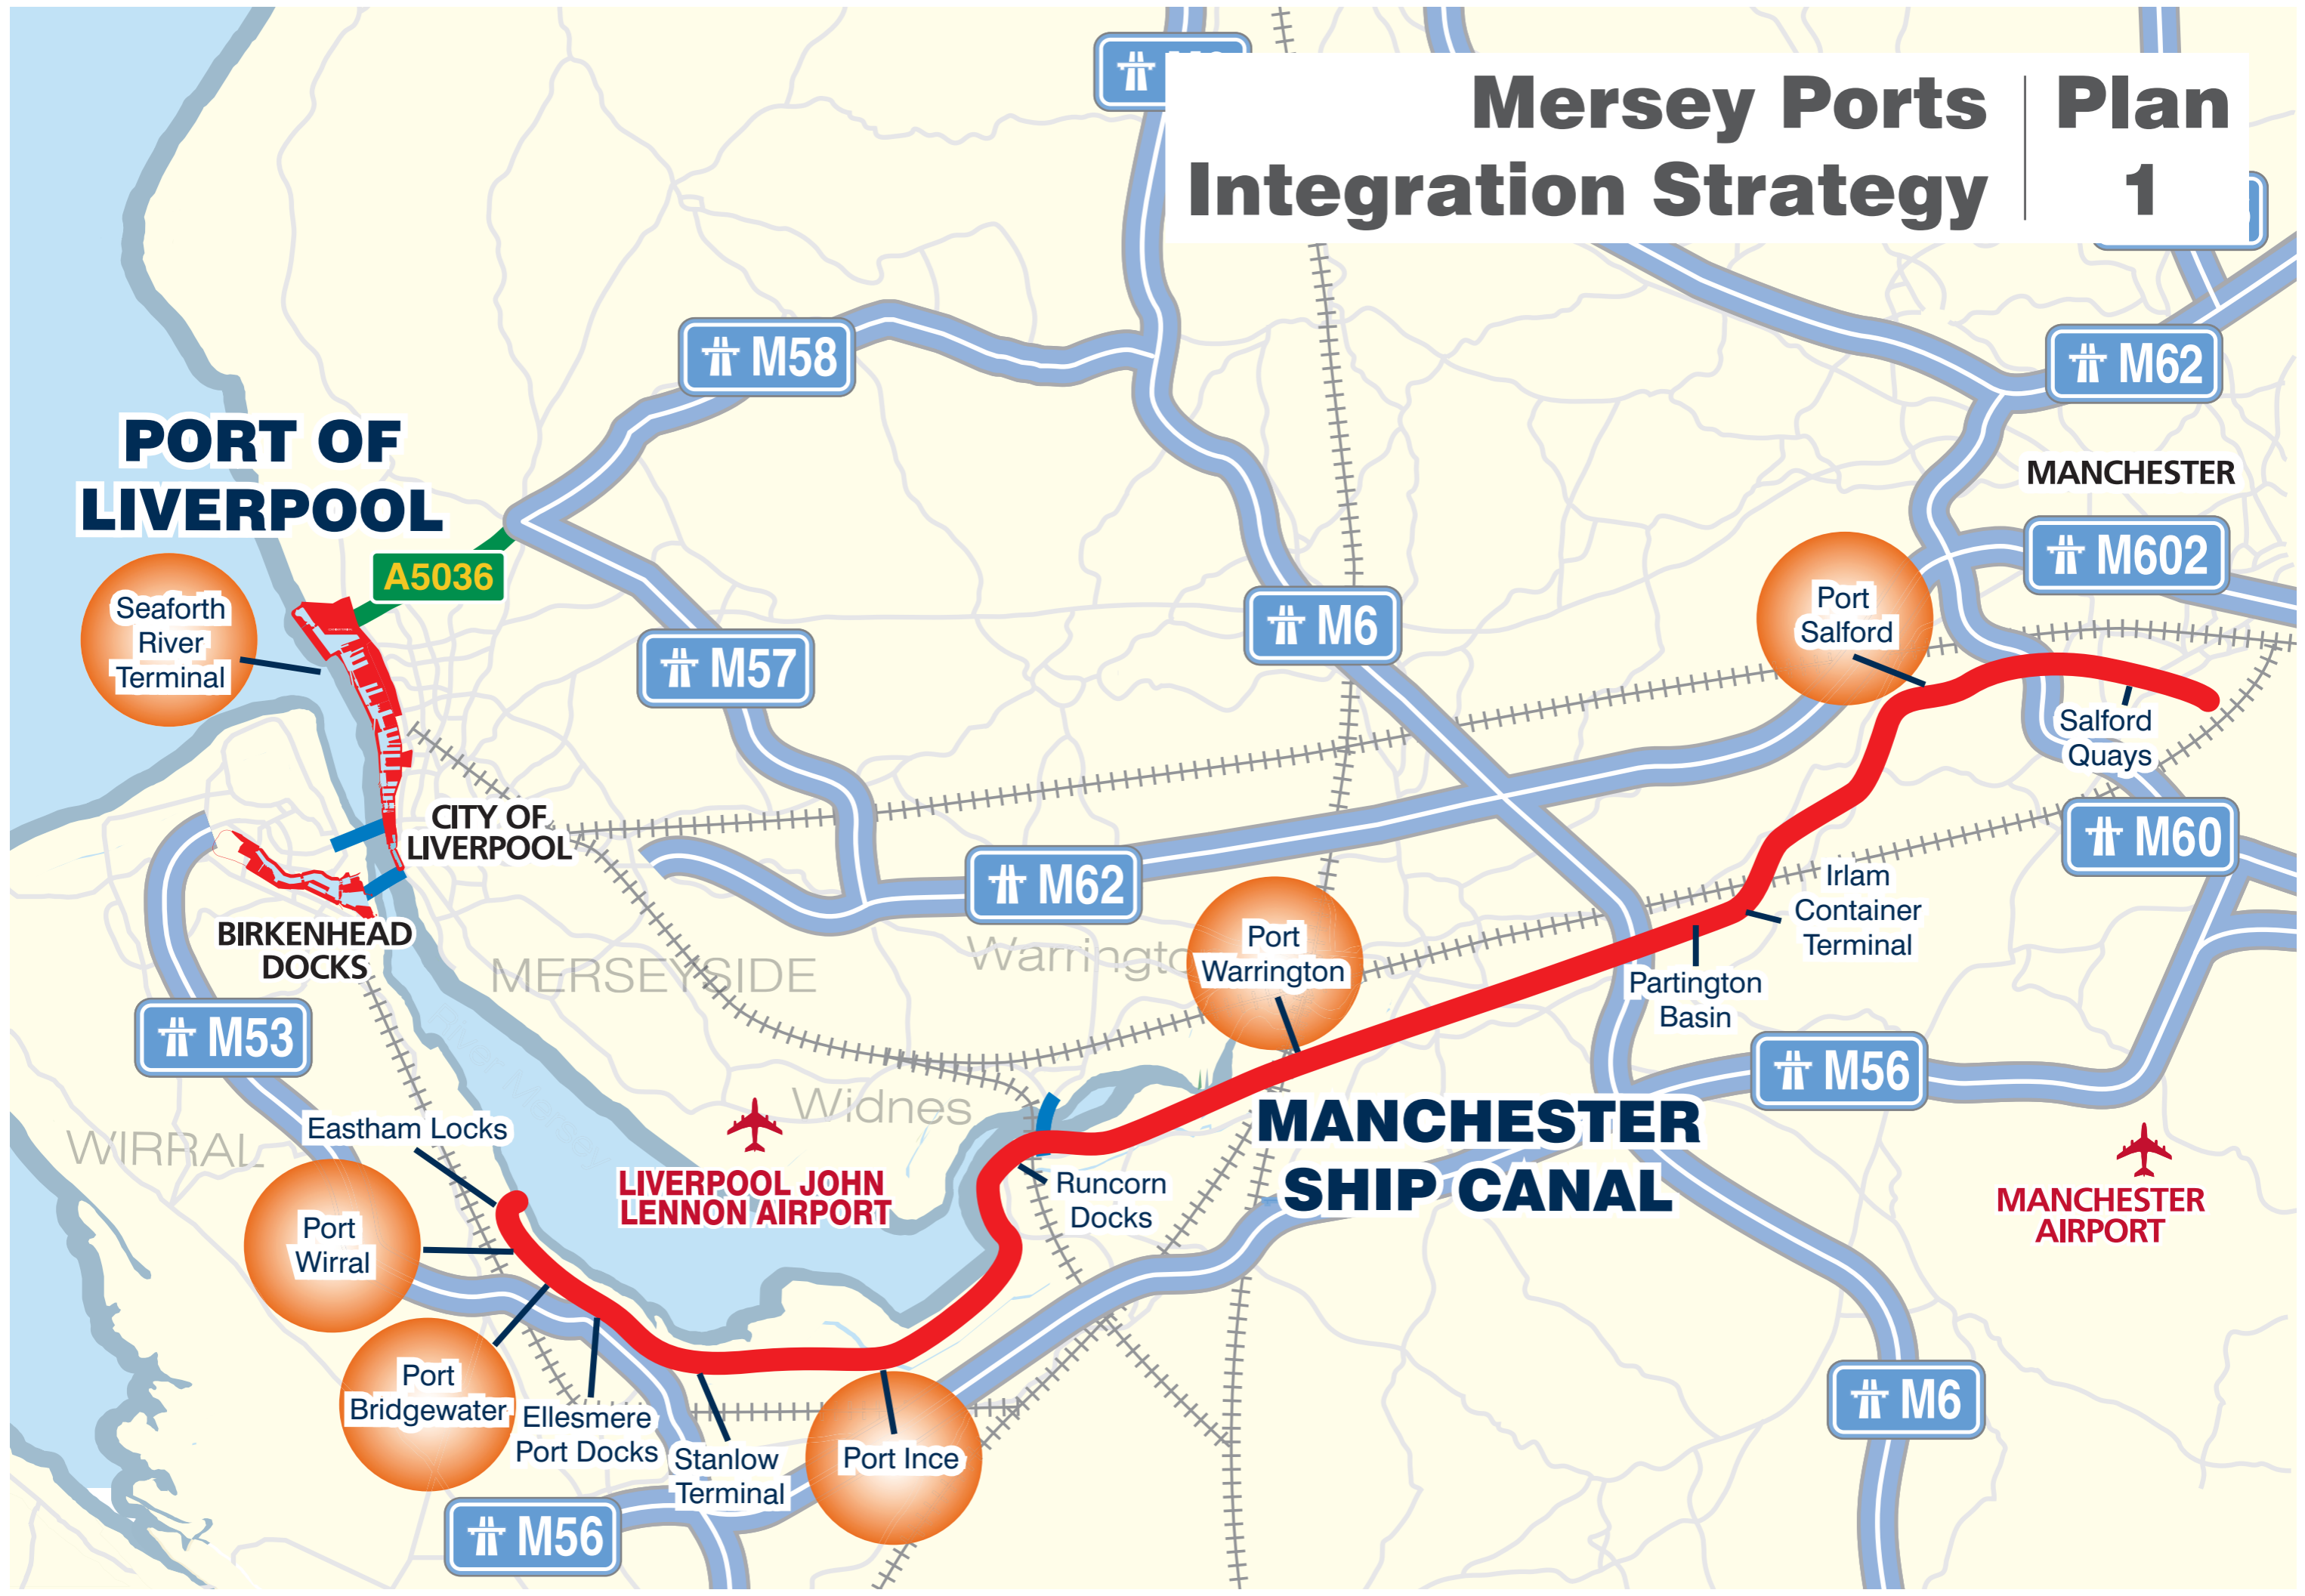 Mersey Ports
Integration Strategy
Plan
1
M58
M62
PORT OF
LIVERPOOL
MANCHESTER
A5036
M602
Seaforth
River
Terminal
Port
Salford
M6
M57
Salford
Quays
CITY OF
LIVERPOOL
M60
M62
Irlam
Container
Terminal
BIRKENHEAD
DOCKS
MERSEYSIDE
Port
Warrington
Partington
Basin
M53
M56
Widnes
Eastham Locks
WIRRAL
MANCHESTER
SHIP CANAL
LIVERPOOL JOHN
LENNON AIRPORT
Runcorn
Docks
MANCHESTER
AIRPORT
Port
Wirral
Port
Bridgewater
Ellesmere
Port Docks
Stanlow
Terminal
Port Ince
M6
M56